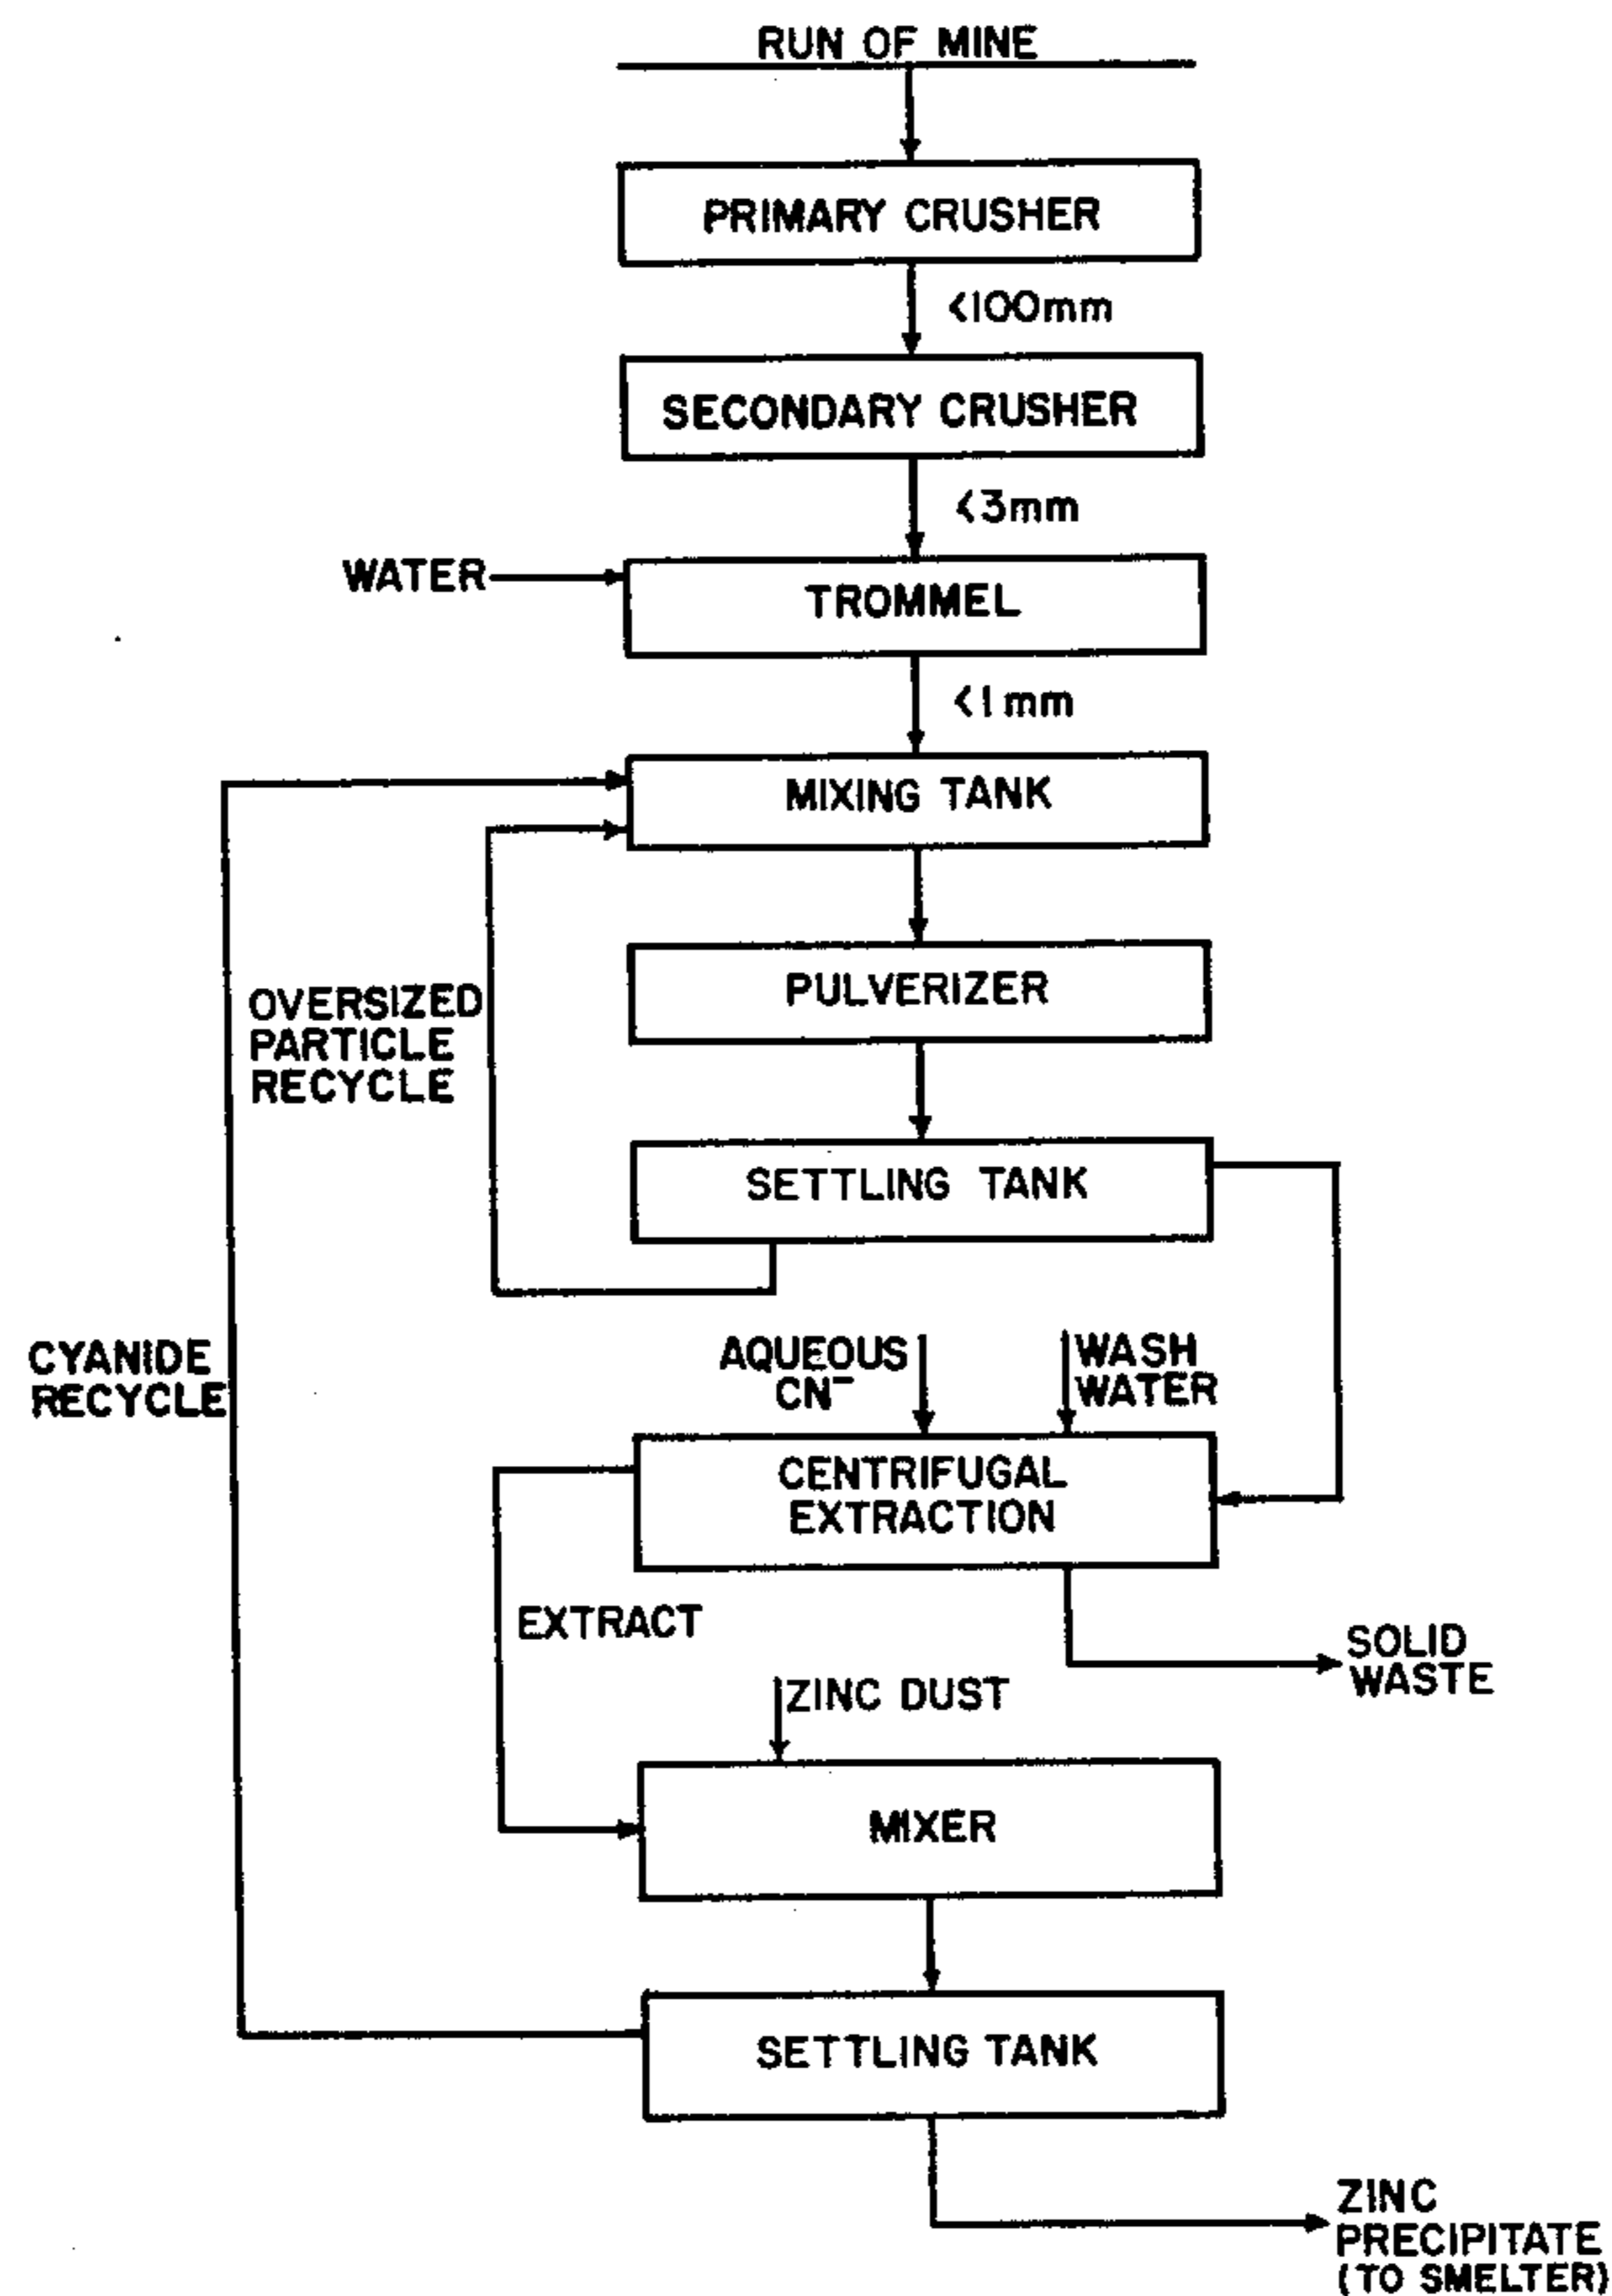 RUN OF MINE
PRIMARY CRUSHER
<100mm
SECONDARY CRUSHER
<3mm
WATER
TROMMEL
<1mm
MIXING TANK
PULVERIZER
OVERSIZED
PARTICLE
RECYCLE
SETTLING TANK
CYANIDE
RECYCLE
AQUEOUS
CN⁻
WASH
WATER
CENTRIFUGAL
EXTRACTION
EXTRACT
SOLID
WASTE
ZINC DUST
MIXER
SETTLING TANK
ZINC
PRECIPITATE
(TO SMELTER)